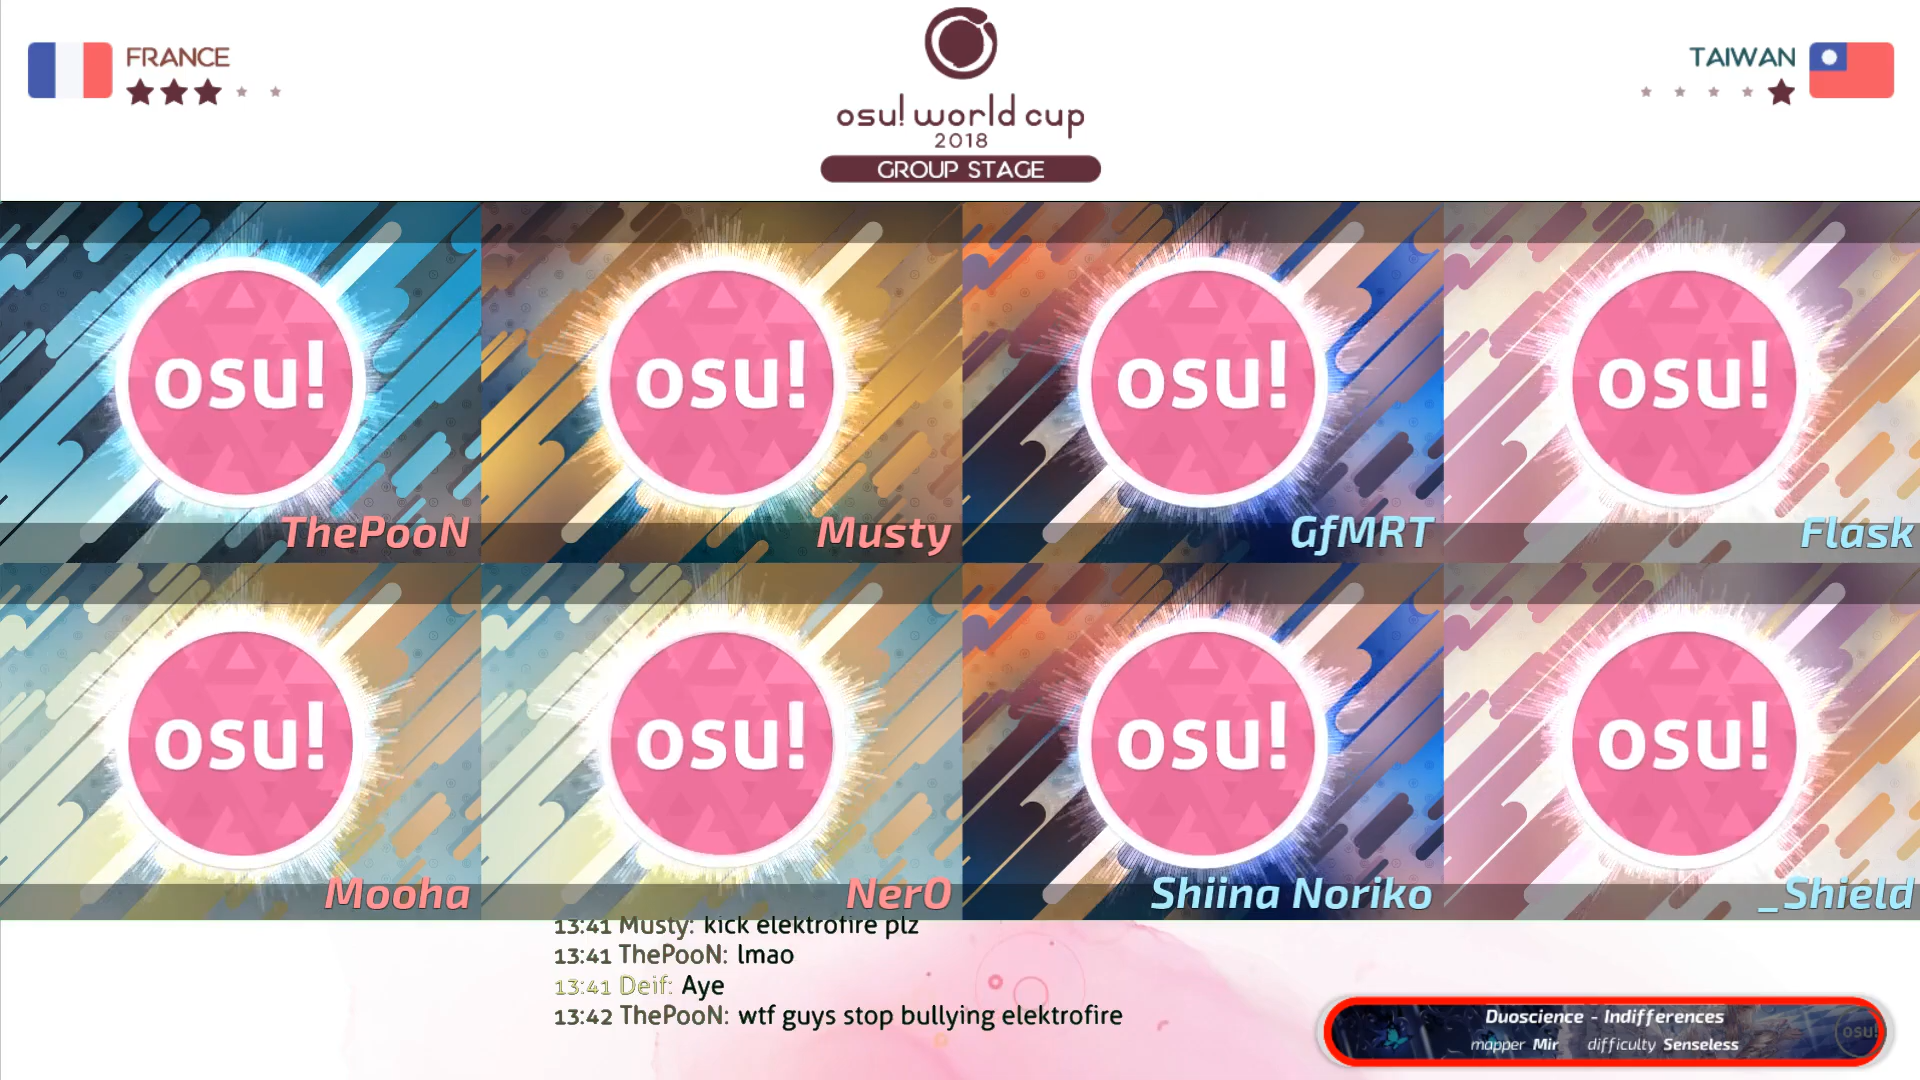 FRANCE
TAIWAN
osu! world cup
2018
GROUP STAGE
osu!
osu!
osu!
osu!
ThePooN
Musty
GfMRT
Flask
osu!
osu!
osu!
osu!
Mooha
NerO
Shiina Noriko
_Shield
13:41 Musty: kick elektrofire plz
13:41 ThePooN: lmao
13:41 Deif: Aye
13:42 ThePooN: wtf guys stop bullying elektrofire
Duoscience - Indifferences
mapper Mir difficulty Senseless
osu!